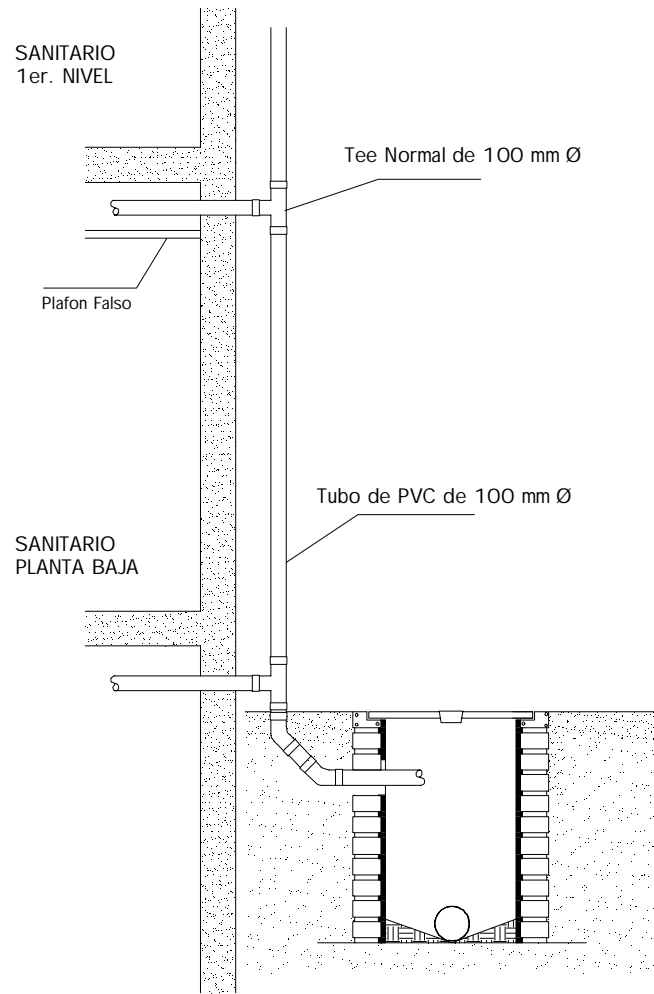 SANITARIO
1er. NIVEL
Tee Normal de 100 mm Ø
Plafon Falso
Tubo de PVC de 100 mm Ø
SANITARIO
PLANTA BAJA